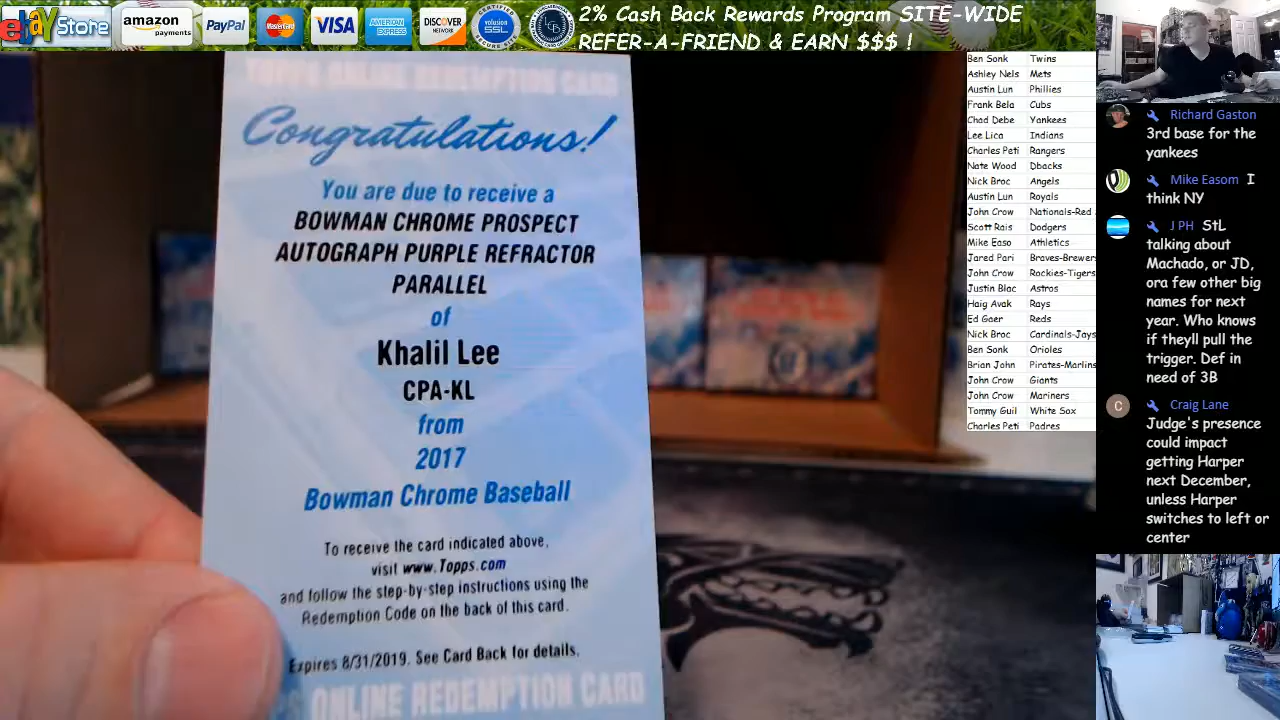 ebay Store
amazon
payments
PayPal
MasterCard
VISA
AMERICAN
EXPRESS
DISCOVER
NETWORK
CERTIFIED
volusion
SSL
2% Cash Back Rewards Program SITE-WIDE
REFER-A-FRIEND & EARN $$$ !
ONLINE REDEMPTION CARD
Congratulations!
You are due to receive a
BOWMAN CHROME PROSPECT
AUTOGRAPH PURPLE REFRACTOR
PARALLEL
of
Khalil Lee
CPA-KL
from
2017
Bowman Chrome Baseball
To receive the card indicated above,
visit www.Topps.com
and follow the step-by-step instructions using the
Redemption Code on the back of this card.
Expires 8/31/2019. See Card Back for details.
ONLINE REDEMPTION CARD
Ben Sonk Twins
Ashley Nels Mets
Austin Lun Phillies
Frank Bela Cubs
Chad Debe Yankees
Lee Lica Indians
Charles Peti Rangers
Nate Wood Dbacks
Nick Broc Angels
Austin Lun Royals
John Crow Nationals-Red
Scott Rais Dodgers
Mike Easo Athletics
Jared Pari Braves-Brewers
John Crow Rockies-Tigers
Justin Blac Astros
Haig Avak Rays
Ed Gaer Reds
Nick Broc Cardinals-Jays
Ben Sonk Orioles
Brian John Pirates-Marlins
John Crow Giants
John Crow Mariners
Tommy Guil White Sox
Charles Peti Padres
Richard Gaston
3rd base for the
yankees
Mike Easom I
think NY
J PH StL
talking about
Machado, or JD,
ora few other big
names for next
year. Who knows
if theyll pull the
trigger. Def in
need of 3B
C Craig Lane
Judge's presence
could impact
getting Harper
next December,
unless Harper
switches to left or
center